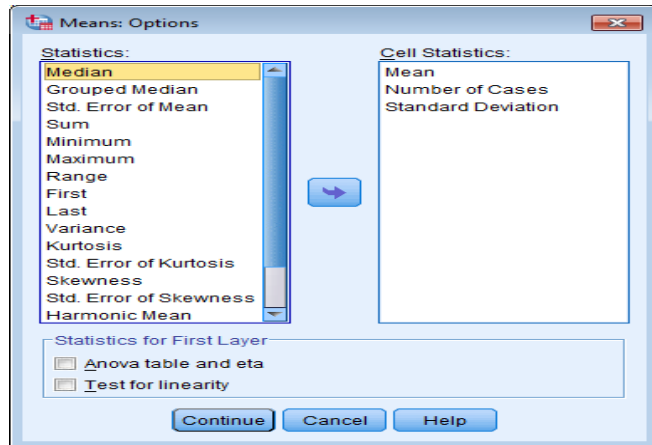 Means: Options
Statistics:
Median
Grouped Median
Std. Error of Mean
Sum
Minimum
Maximum
Range
First
Last
Variance
Kurtosis
Std. Error of Kurtosis
Skewness
Std. Error of Skewness
Harmonic Mean
Cell Statistics:
Mean
Number of Cases
Standard Deviation
Statistics for First Layer
Anova table and eta
Test for linearity
Continue Cancel Help